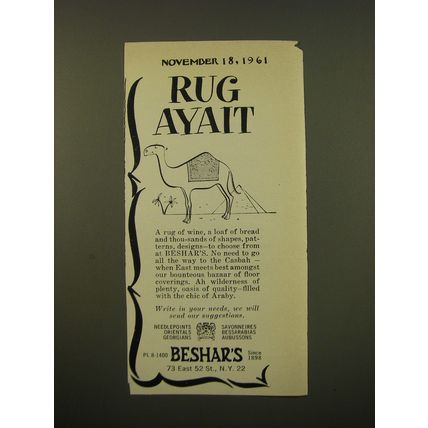 NOVEMBER 18, 1961
RUG
AYAIT
A rug of wine, a loaf of bread
and thou-sands of shapes, pat-
terns, designs—to choose from
at BESHAR'S. No need to go
all the way to the Casbah —
when East meets best amongst
our bounteous bazaar of floor
coverings. Ah wilderness of
plenty, oasis of quality—filled
with the chic of Araby.
Write in your needs, we will
send our suggestions.
NEEDLEPOINTS SAVONNEIRES
ORIENTALS BESSARABIAS
GEORGIANS AUBUSSONS
PL 8-1400 BESHAR'S Since 1898
73 East 52 St., N.Y. 22